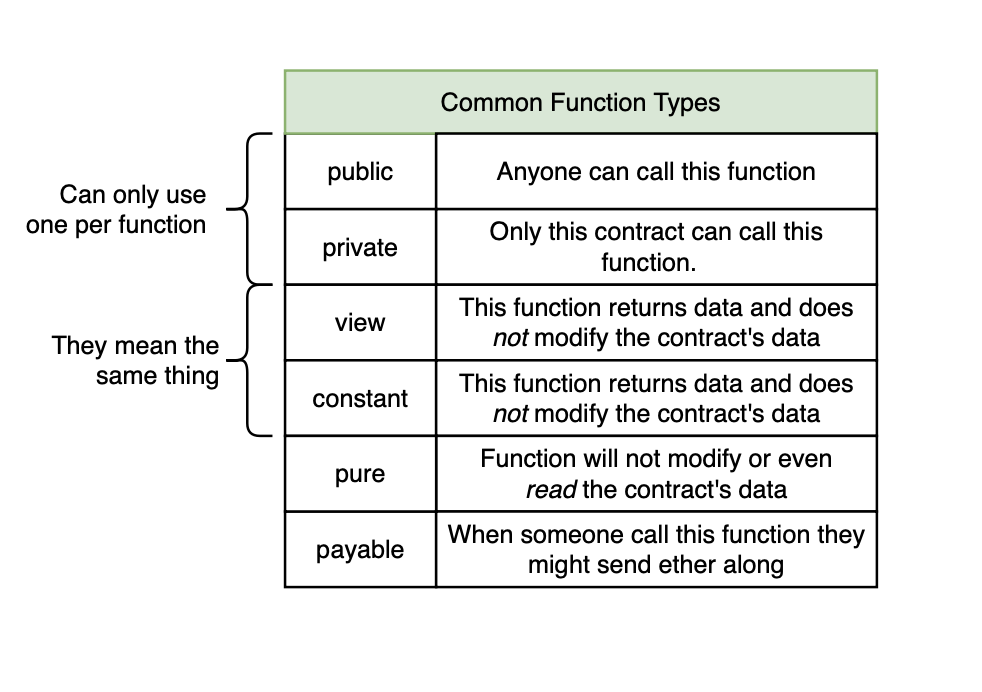 Common Function Types
Can only use
one per function
public
Anyone can call this function
private
Only this contract can call this
function.
They mean the
same thing
view
This function returns data and does
not modify the contract's data
constant
This function returns data and does
not modify the contract's data
pure
Function will not modify or even
read the contract's data
payable
When someone call this function they
might send ether along